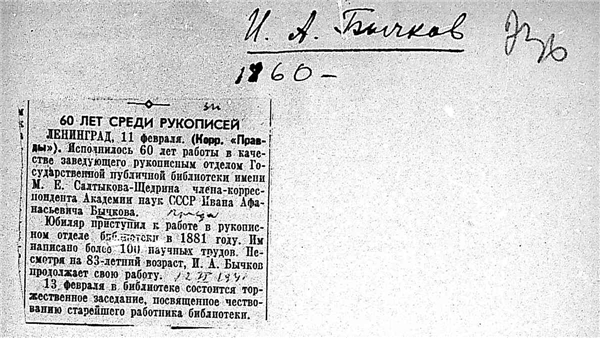 И. А. Бычков
1860 —
60 ЛЕТ СРЕДИ РУКОПИСЕЙ
ЛЕНИНГРАД, 11 февраля. (Корр. «Прав-
ды»). Исполнилось 60 лет работы в каче-
стве заведующего рукописным отделом Го-
сударственной публичной библиотеки имени
М. Е. Салтыкова-Щедрина члена-коррес-
пондента Академии наук СССР Ивана Афа-
насьевича Бычкова.
Юбиляр приступил к работе в рукопис-
ном отделе библиотеки в 1881 году. Им
написано более 100 научных трудов. Не-
смотря на 83-летний возраст, И. А. Бычков
продолжает свою работу.
13 февраля в библиотеке состоится тор-
жественное заседание, посвященное чество-
ванию старейшего работника библиотеки.